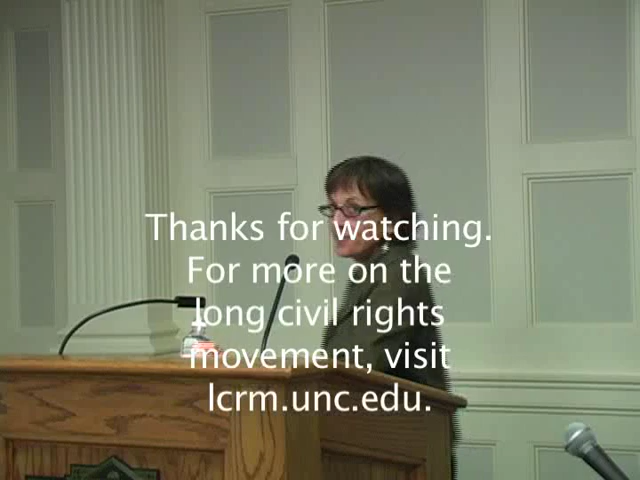 Thanks for watching.
For more on the
long civil rights
movement, visit
lcrm.unc.edu.